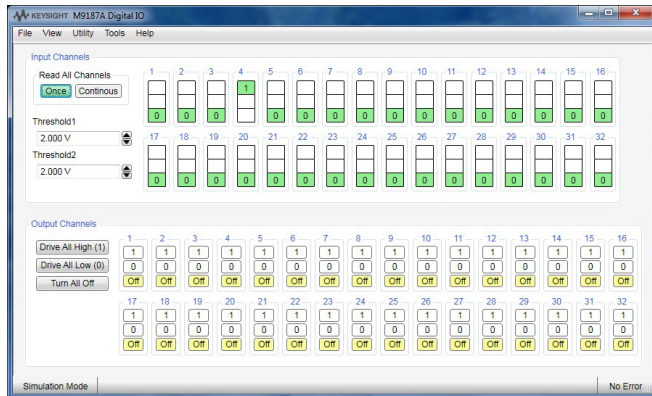 KEYSIGHT M9187A Digital IO
File View Utility Tools Help
Input Channels
Read All Channels
Once Continous
Threshold1
2.000 V
Threshold2
2.000 V
1 2 3 4 5 6 7 8 9 10 11 12 13 14 15 16
1
0 0 0 0 0 0 0 0 0 0 0 0 0 0 0
17 18 19 20 21 22 23 24 25 26 27 28 29 30 31 32
0 0 0 0 0 0 0 0 0 0 0 0 0 0 0 0
Output Channels
Drive All High (1)
Drive All Low (0)
Turn All Off
1 2 3 4 5 6 7 8 9 10 11 12 13 14 15 16
1 1 1 1 1 1 1 1 1 1 1 1 1 1 1 1
0 0 0 0 0 0 0 0 0 0 0 0 0 0 0 0
Off Off Off Off Off Off Off Off Off Off Off Off Off Off Off Off
17 18 19 20 21 22 23 24 25 26 27 28 29 30 31 32
1 1 1 1 1 1 1 1 1 1 1 1 1 1 1 1
0 0 0 0 0 0 0 0 0 0 0 0 0 0 0 0
Off Off Off Off Off Off Off Off Off Off Off Off Off Off Off Off
Simulation Mode
No Error